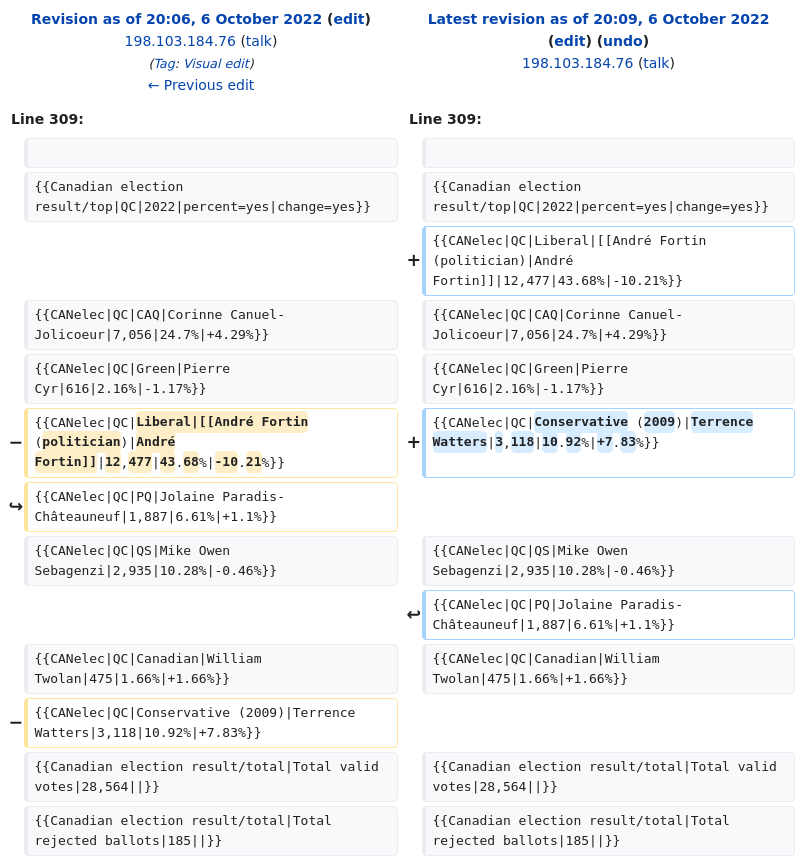 Revision as of 20:06, 6 October 2022 (edit)
198.103.184.76 (talk)
(Tag: Visual edit)
← Previous edit
Latest revision as of 20:09, 6 October 2022
(edit) (undo)
198.103.184.76 (talk)
Line 309:
Line 309:
{{Canadian election
result/top|QC|2022|percent=yes|change=yes}}
{{Canadian election
result/top|QC|2022|percent=yes|change=yes}}
+
{{CANelec|QC|Liberal|[[André Fortin
(politician)|André
Fortin]]|12,477|43.68%|-10.21%}}
{{CANelec|QC|CAQ|Corinne Canuel-
Jolicoeur|7,056|24.7%|+4.29%}}
{{CANelec|QC|CAQ|Corinne Canuel-
Jolicoeur|7,056|24.7%|+4.29%}}
{{CANelec|QC|Green|Pierre
Cyr|616|2.16%|-1.17%}}
{{CANelec|QC|Green|Pierre
Cyr|616|2.16%|-1.17%}}
−
{{CANelec|QC|Liberal|[[André Fortin
(politician)|André
Fortin]]|12,477|43.68%|-10.21%}}
+
{{CANelec|QC|Conservative (2009)|Terrence
Watters|3,118|10.92%|+7.83%}}
↪
{{CANelec|QC|PQ|Jolaine Paradis-
Châteauneuf|1,887|6.61%|+1.1%}}
{{CANelec|QC|QS|Mike Owen
Sebagenzi|2,935|10.28%|-0.46%}}
{{CANelec|QC|QS|Mike Owen
Sebagenzi|2,935|10.28%|-0.46%}}
↩
{{CANelec|QC|PQ|Jolaine Paradis-
Châteauneuf|1,887|6.61%|+1.1%}}
{{CANelec|QC|Canadian|William
Twolan|475|1.66%|+1.66%}}
{{CANelec|QC|Canadian|William
Twolan|475|1.66%|+1.66%}}
−
{{CANelec|QC|Conservative (2009)|Terrence
Watters|3,118|10.92%|+7.83%}}
{{Canadian election result/total|Total valid
votes|28,564||}}
{{Canadian election result/total|Total valid
votes|28,564||}}
{{Canadian election result/total|Total
rejected ballots|185||}}
{{Canadian election result/total|Total
rejected ballots|185||}}